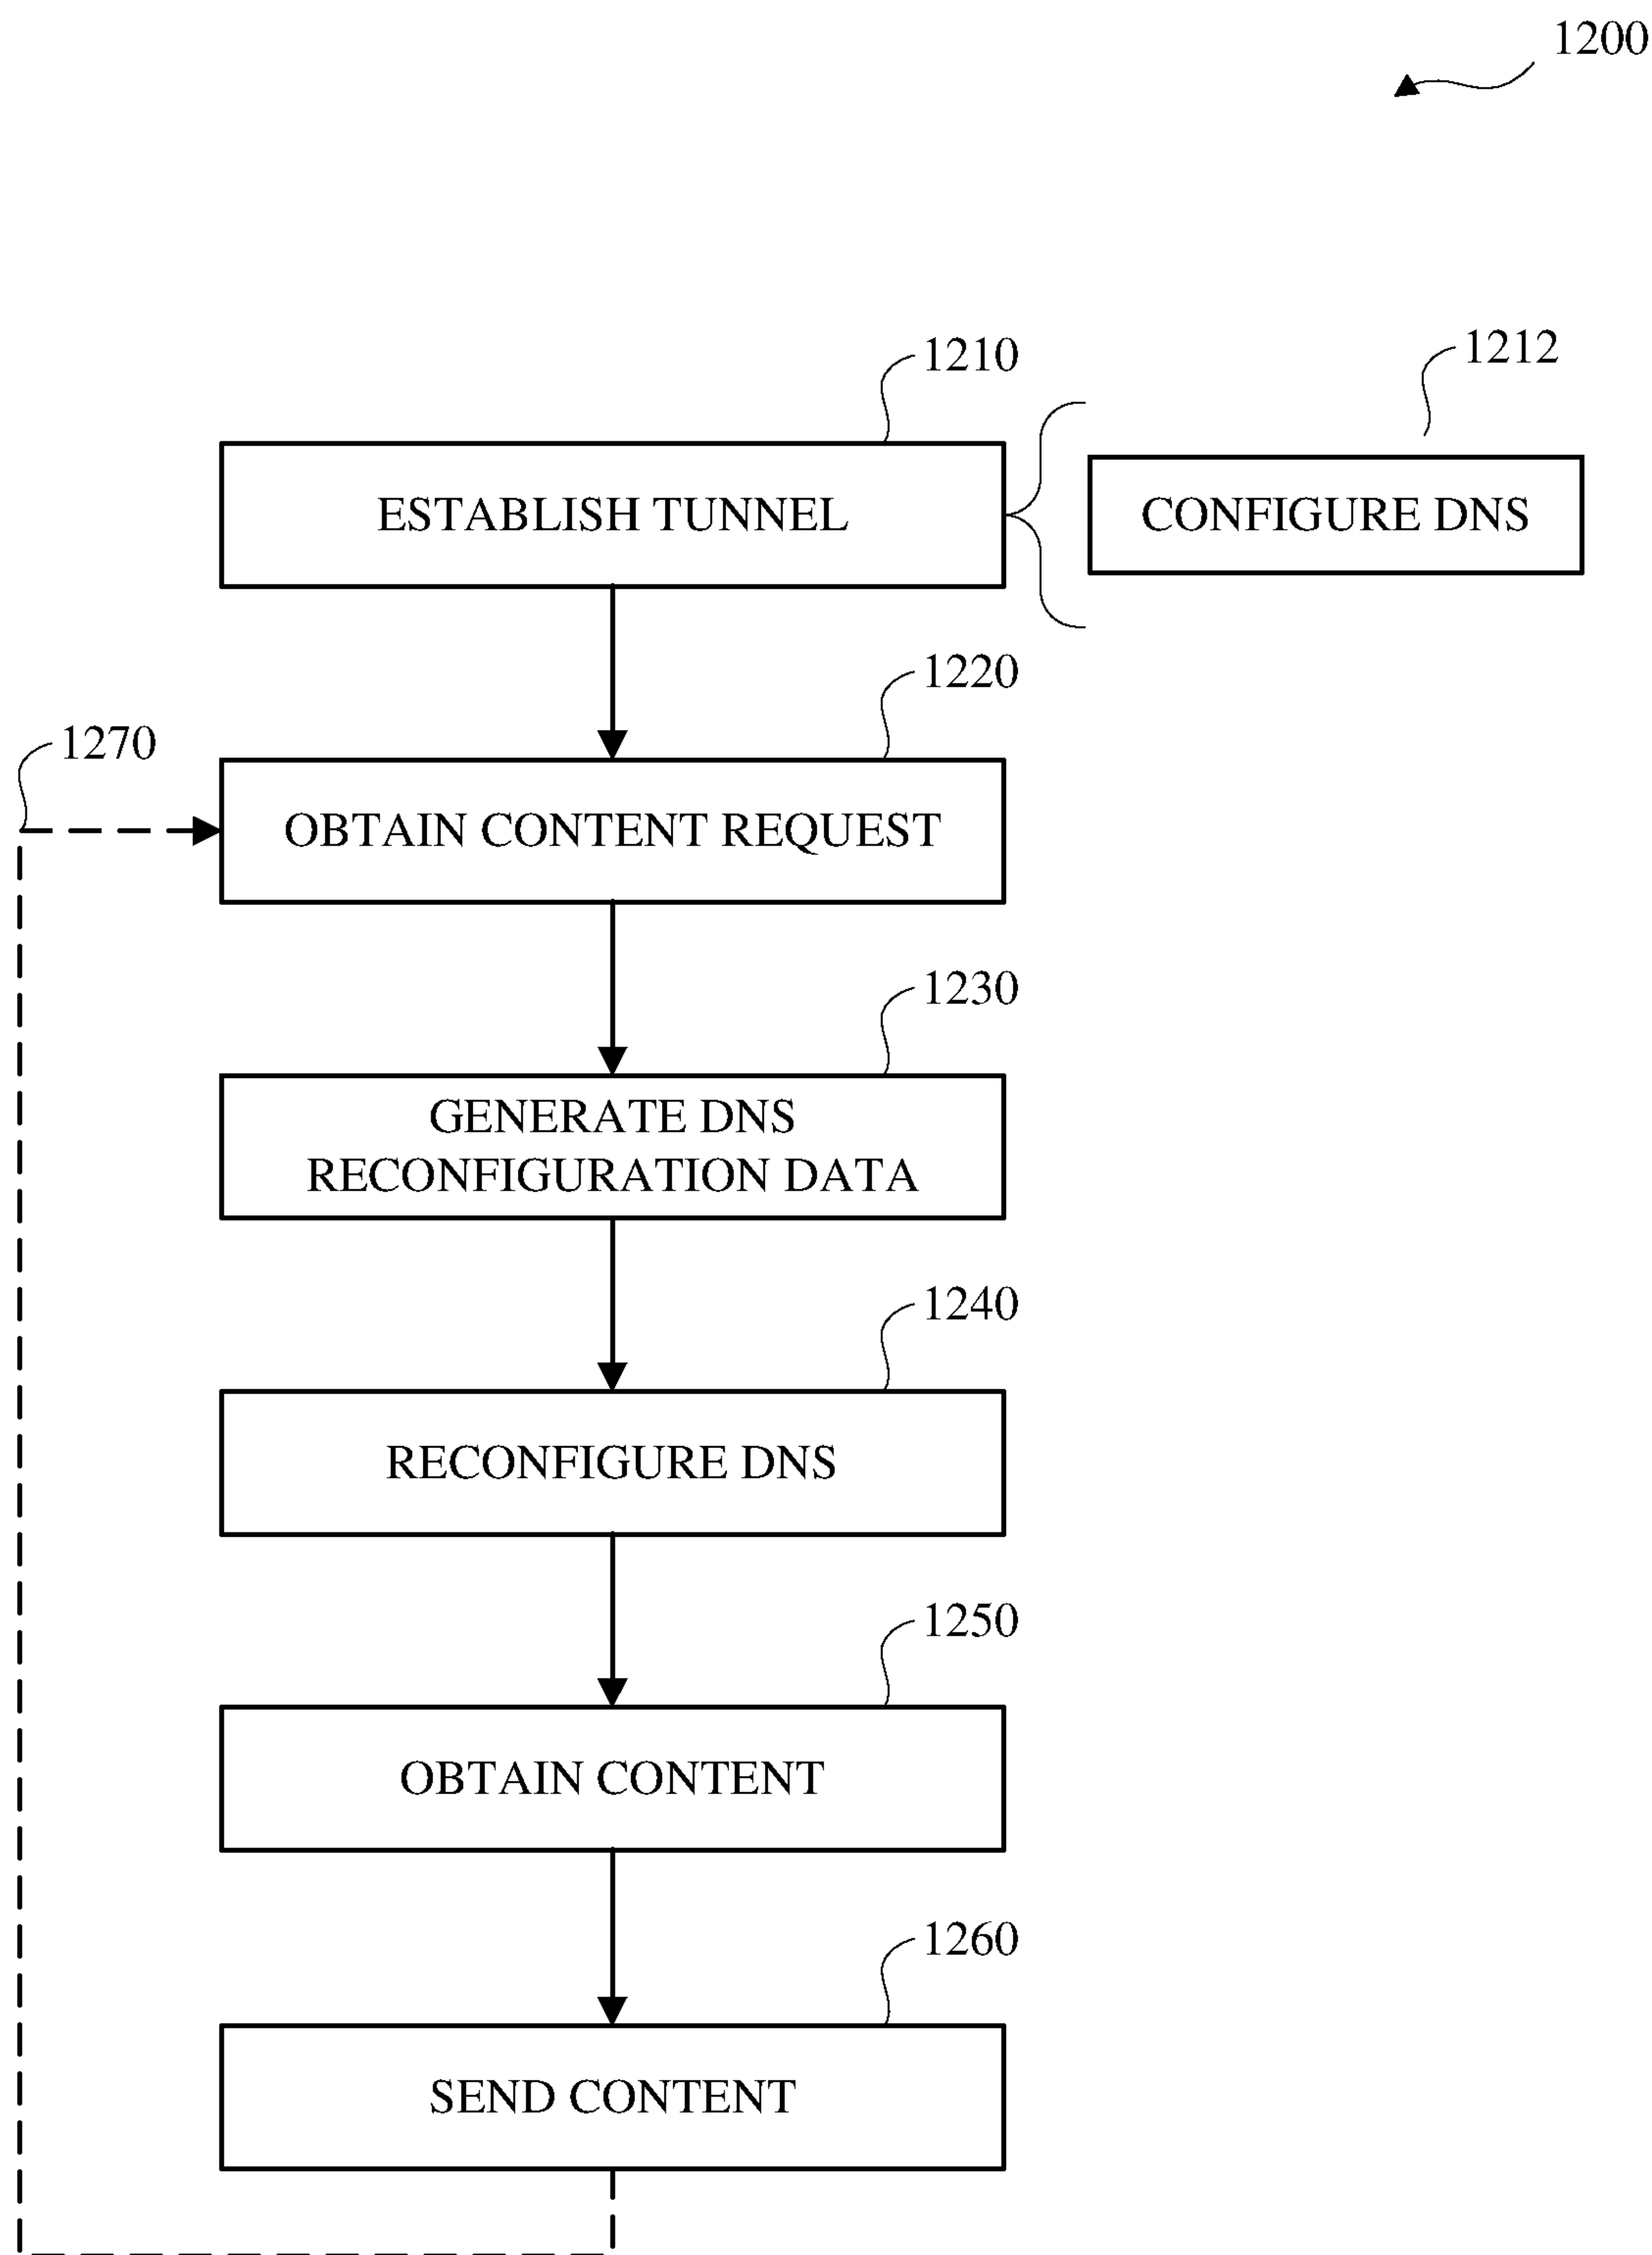 1200
1210
1212
ESTABLISH TUNNEL
CONFIGURE DNS
1220
1270
OBTAIN CONTENT REQUEST
1230
GENERATE DNS
RECONFIGURATION DATA
1240
RECONFIGURE DNS
1250
OBTAIN CONTENT
1260
SEND CONTENT